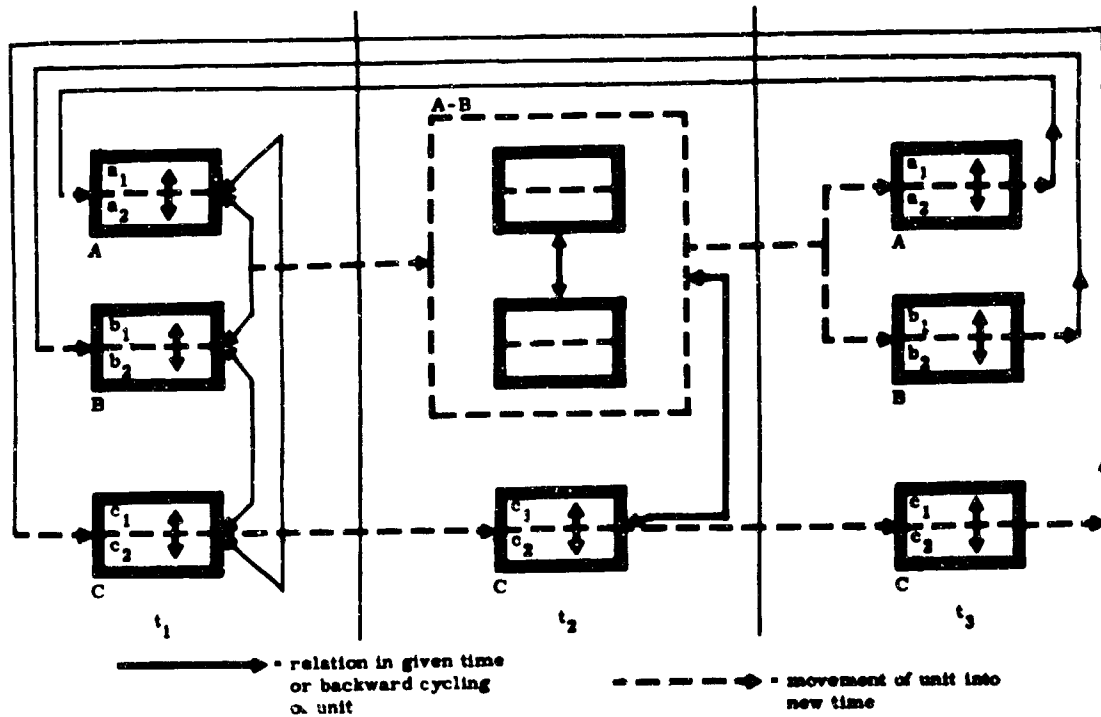 A-B
a1
a2
A
a1
a2
A
b1
b2
B
b1
b2
B
c1
c2
C
c1
c2
C
c1
c2
C
t1
t2
t3
- relation in given time
or backward cycling
unit
- movement of unit into
new time